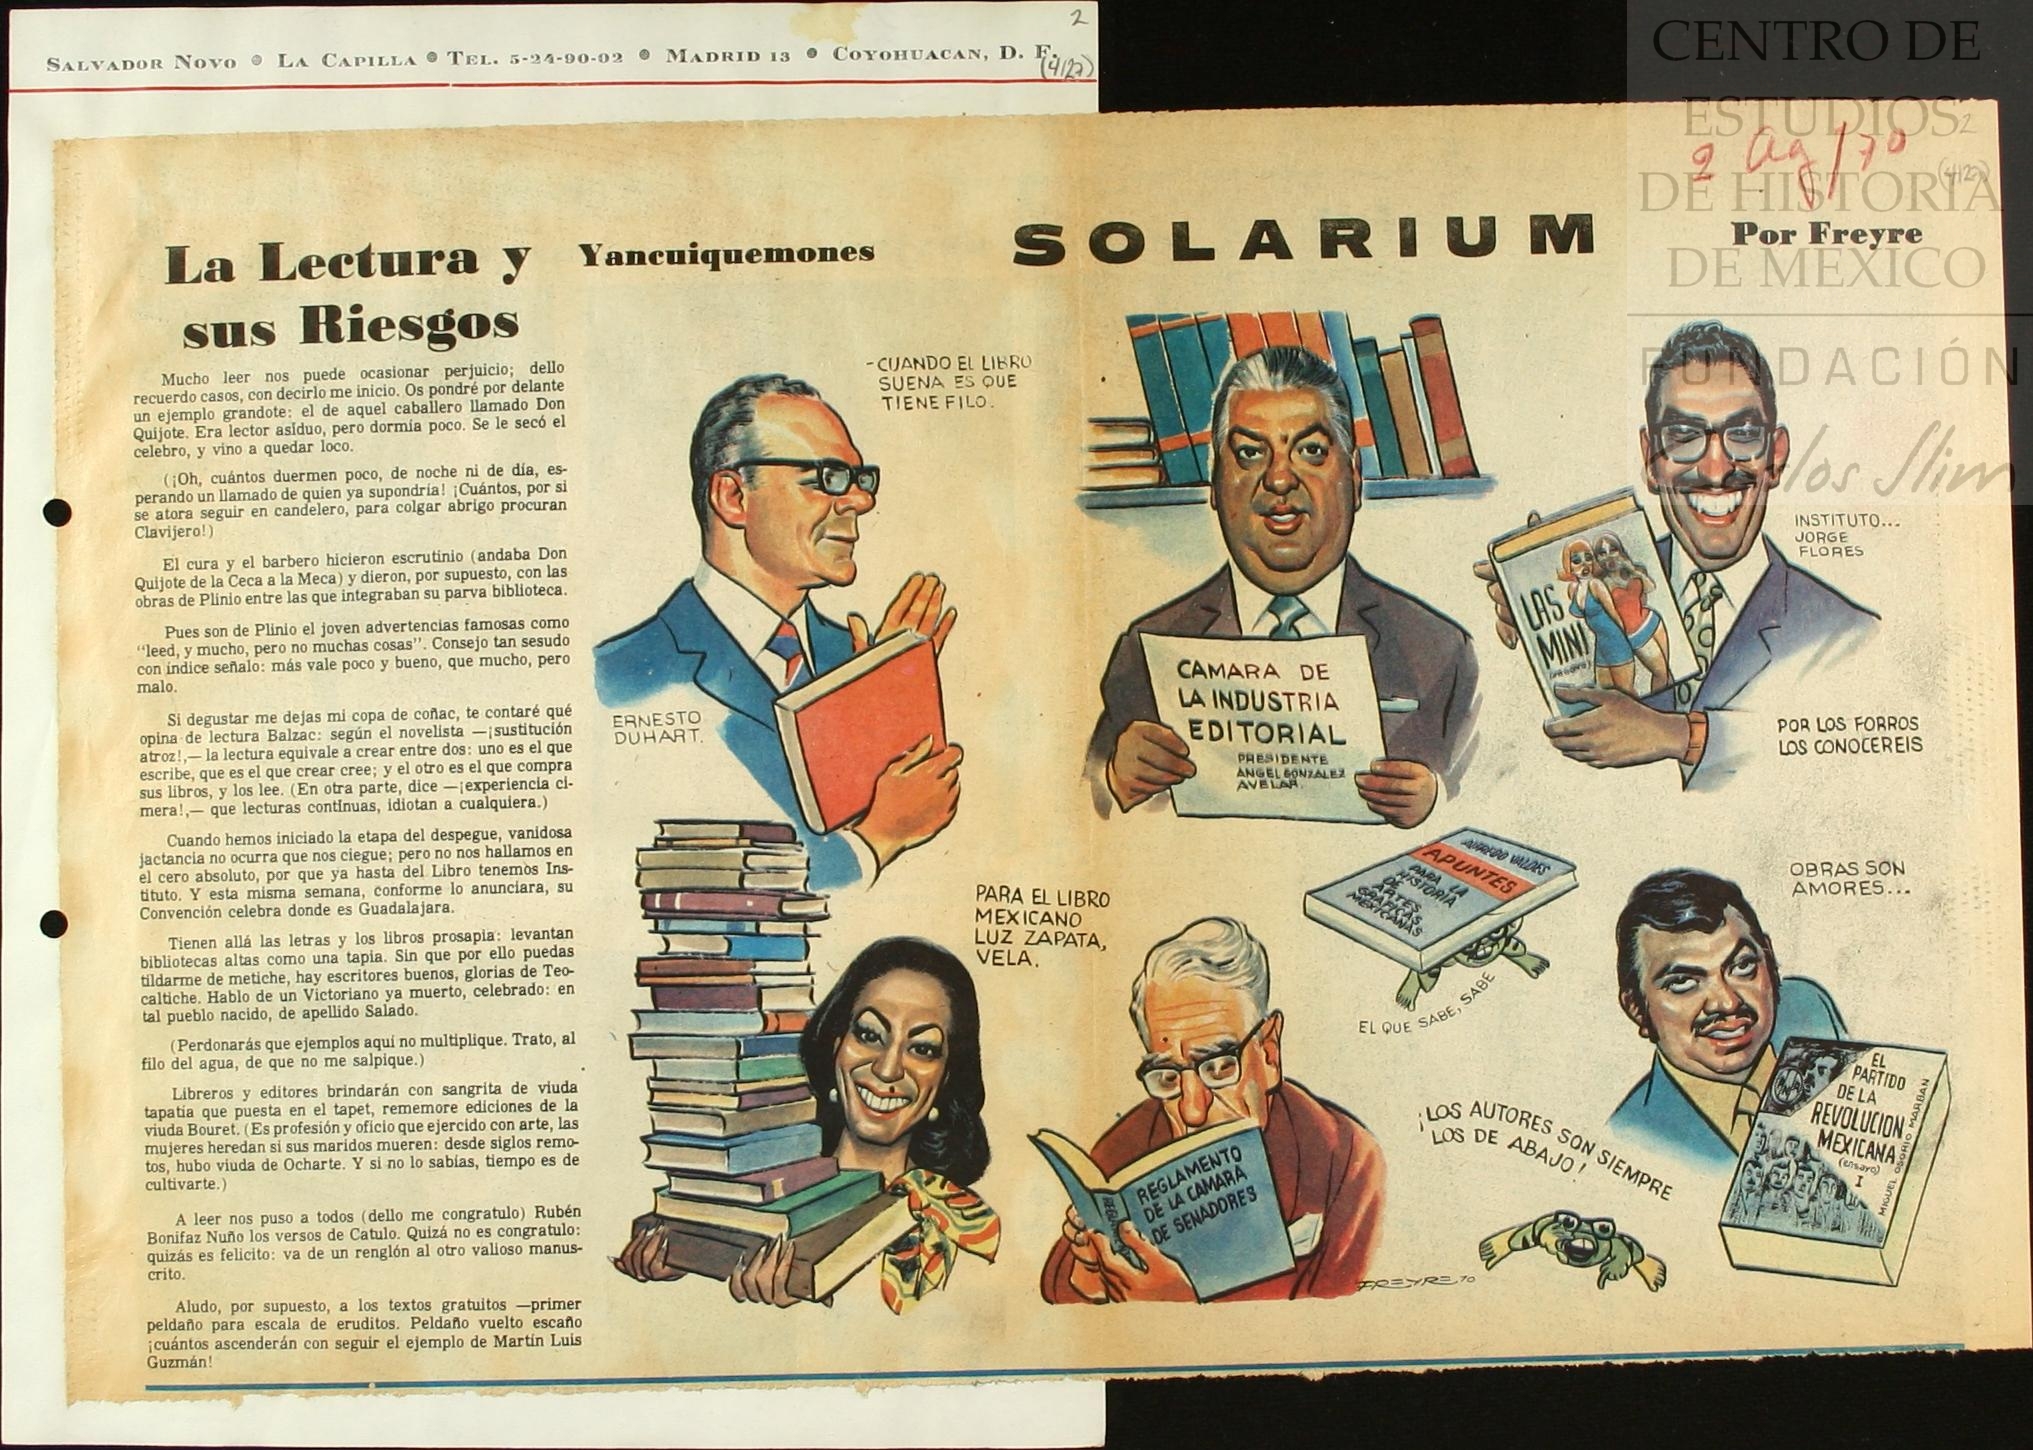 2
SALVADOR NOVO • LA CAPILLA • TEL. 5-24-90-02 • MADRID 13 • COYOHUACAN, D. F.
(4127)
CENTRO DE
ESTUDIOS
DE HISTORIA
DE MEXICO
FUNDACIÓN
Carlos Slim
2
2 Ag/70
(4127)
La Lectura y
sus Riesgos
Yancuiquemones
SOLARIUM
Por Freyre
Mucho leer nos puede ocasionar perjuicio; dello
recuerdo casos, con decirlo me inicio. Os pondré por delante
un ejemplo grandote: el de aquel caballero llamado Don
Quijote. Era lector asiduo, pero dormía poco. Se le secó el
celebro, y vino a quedar loco.
(¡Oh, cuántos duermen poco, de noche ni de día, es-
perando un llamado de quien ya supondría! ¡Cuántos, por si
se atora seguir en candelero, para colgar abrigo procuran
Clavijero!)
El cura y el barbero hicieron escrutinio (andaba Don
Quijote de la Ceca a la Meca) y dieron, por supuesto, con las
obras de Plinio entre las que integraban su parva biblioteca.
Pues son de Plinio el joven advertencias famosas como
"leed, y mucho, pero no muchas cosas". Consejo tan sesudo
con índice señalo: más vale poco y bueno, que mucho, pero
malo.
Si degustar me dejas mi copa de coñac, te contaré qué
opina de lectura Balzac: según el novelista —¡sustitución
atroz!,— la lectura equivale a crear entre dos: uno es el que
escribe, que es el que crear cree; y el otro es el que compra
sus libros, y los lee. (En otra parte, dice —¡experiencia ci-
mera!,— que lecturas continuas, idiotan a cualquiera.)
Cuando hemos iniciado la etapa del despegue, vanidosa
jactancia no ocurra que nos ciegue; pero no nos hallamos en
el cero absoluto, por que ya hasta del Libro tenemos Ins-
tituto. Y esta misma semana, conforme lo anunciara, su
Convención celebra donde es Guadalajara.
Tienen allá las letras y los libros prosapia: levantan
bibliotecas altas como una tapia. Sin que por ello puedas
tildarme de metiche, hay escritores buenos, glorias de Teo-
caltiche. Hablo de un Victoriano ya muerto, celebrado: en
tal pueblo nacido, de apellido Salado.
(Perdonarás que ejemplos aquí no multiplique. Trato, al
filo del agua, de que no me salpique.)
Libreros y editores brindarán con sangrita de viuda
tapatía que puesta en el tapet, rememore ediciones de la
viuda Bouret. (Es profesión y oficio que ejercido con arte, las
mujeres heredan si sus maridos mueren: desde siglos remo-
tos, hubo viuda de Ocharte. Y si no lo sabías, tiempo es de
cultivarte.)
A leer nos puso a todos (dello me congratulo) Rubén
Bonifaz Nuño los versos de Catulo. Quizá no es congratulo:
quizás es felicito: va de un renglón al otro valioso manus-
crito.
Aludo, por supuesto, a los textos gratuitos —primer
peldaño para escala de eruditos. Peldaño vuelto escaño
¡cuántos ascenderán con seguir el ejemplo de Martín Luis
Guzmán!
-CUANDO EL LIBRO
SUENA ES QUE
TIENE FILO.
ERNESTO
DUHART.
CAMARA DE
LA INDUSTRIA
EDITORIAL
PRESIDENTE
ANGEL GONZALEZ
AVELAR.
LAS
MINI
INSTITUTO...
JORGE
FLORES
POR LOS FORROS
LOS CONOCEREIS
PARA EL LIBRO
MEXICANO
LUZ ZAPATA,
VELA.
ALFREDO VALDES
APUNTES
PARA LA
HISTORIA
DE
ARTES
GRAFICAS
MEXICANAS
EL QUE SABE, SABE
OBRAS SON
AMORES...
REGLAMENTO
DE LA CAMARA
DE SENADORES
FREYRE 70
¡LOS AUTORES SON SIEMPRE
LOS DE ABAJO!
EL
PARTIDO
DE LA
REVOLUCION
MEXICANA
(ensayo)
I
MIGUEL OSORIO MARBAN